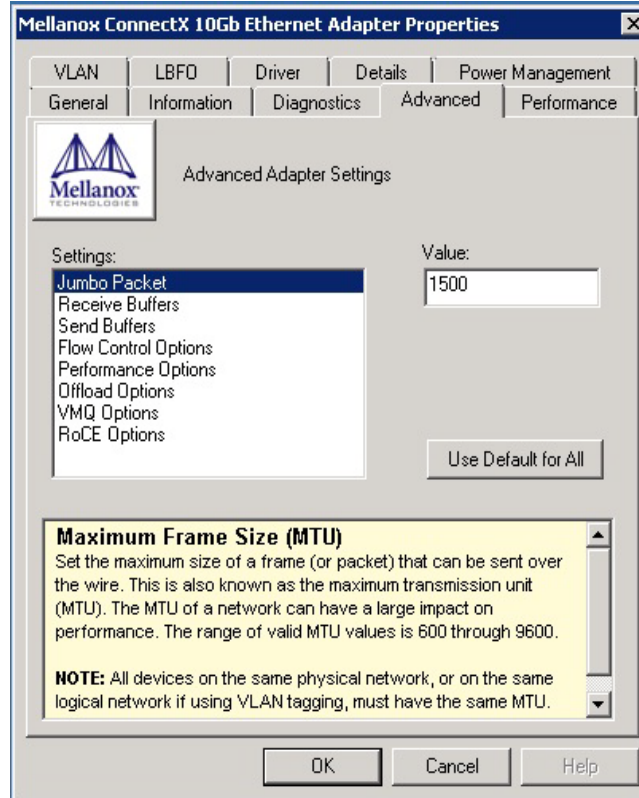 Mellanox ConnectX 10Gb Ethernet Adapter Properties
VLAN LBFO Driver Details Power Management
General Information Diagnostics Advanced Performance
Mellanox
TECHNOLOGIES
Advanced Adapter Settings
Settings:
Value:
Jumbo Packet
1500
Receive Buffers
Send Buffers
Flow Control Options
Performance Options
Offload Options
VMQ Options
RoCE Options
Use Default for All
Maximum Frame Size (MTU)
Set the maximum size of a frame (or packet) that can be sent over
the wire. This is also known as the maximum transmission unit
(MTU). The MTU of a network can have a large impact on
performance. The range of valid MTU values is 600 through 9600.
NOTE: All devices on the same physical network, or on the same
logical network if using VLAN tagging, must have the same MTU.
OK Cancel Help